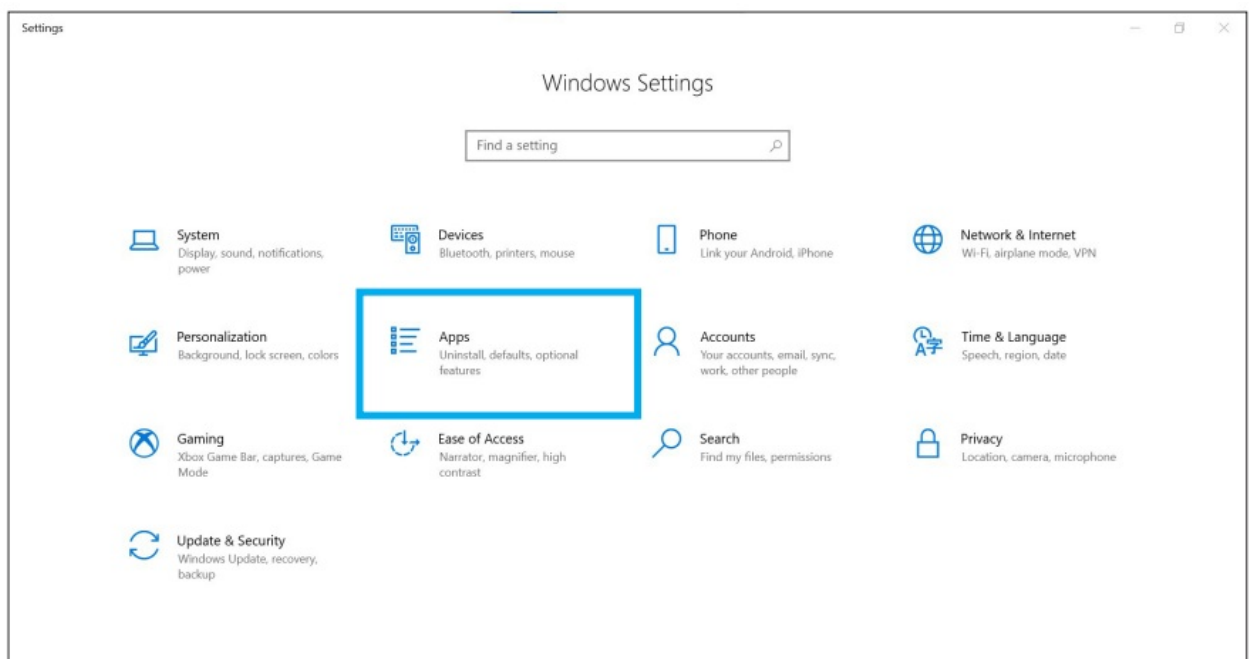 Settings
Windows Settings
Find a setting
System
Display, sound, notifications,
power
Devices
Bluetooth, printers, mouse
Phone
Link your Android, iPhone
Network & Internet
Wi-Fi, airplane mode, VPN
Personalization
Background, lock screen, colors
Apps
Uninstall, defaults, optional
features
Accounts
Your accounts, email, sync,
work, other people
Time & Language
Speech, region, date
Gaming
Xbox Game Bar, captures, Game
Mode
Ease of Access
Narrator, magnifier, high
contrast
Search
Find my files, permissions
Privacy
Location, camera, microphone
Update & Security
Windows Update, recovery,
backup